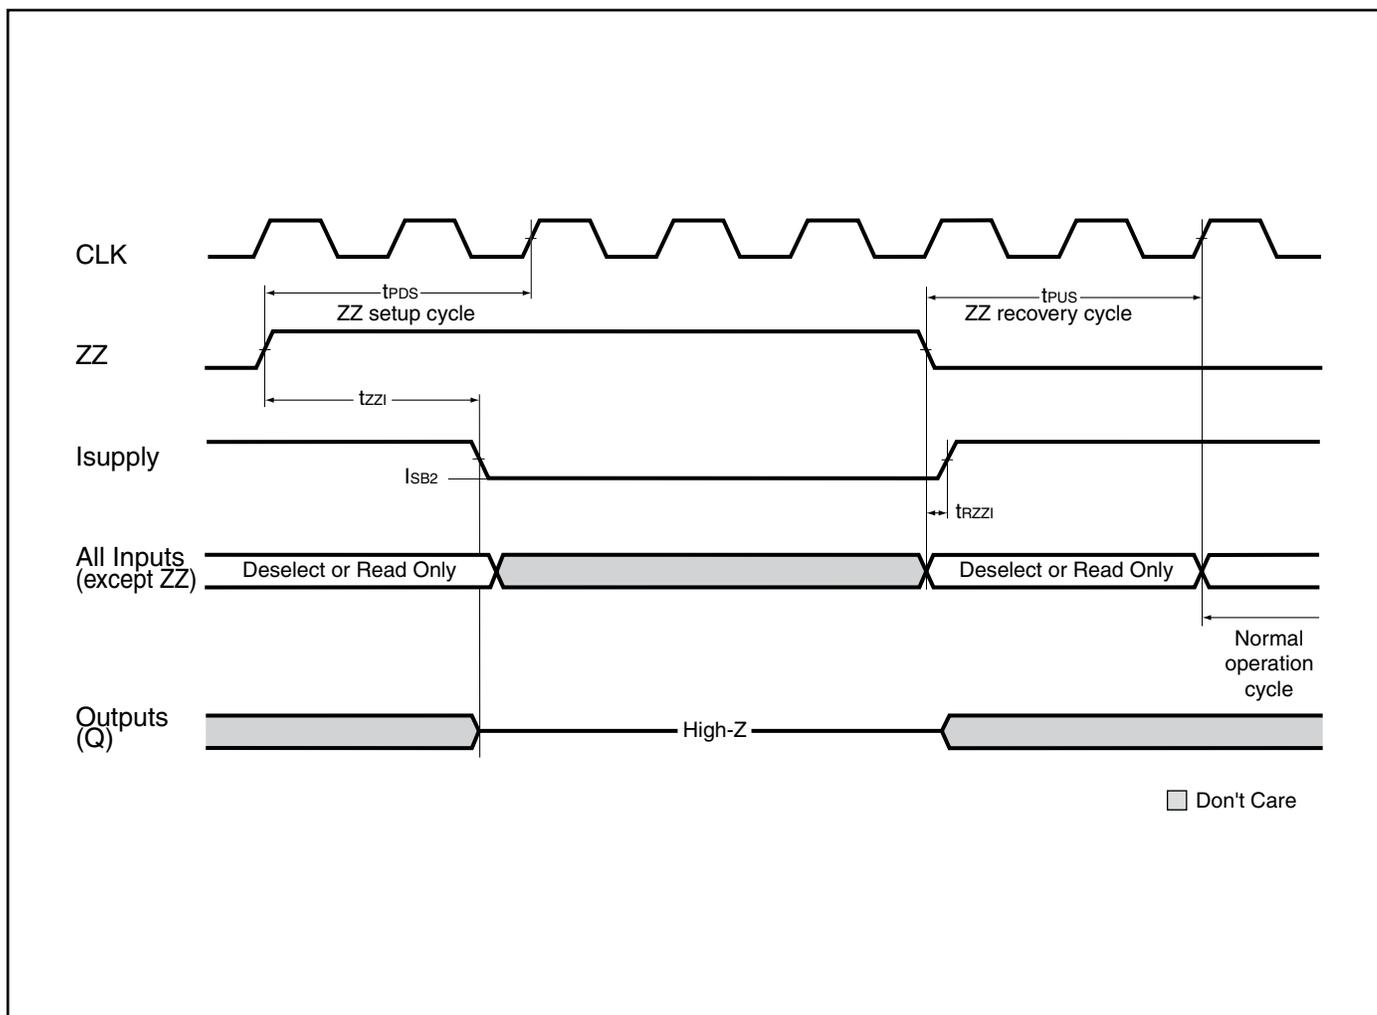 CLK
tPDS
ZZ setup cycle
tPUS
ZZ recovery cycle
ZZ
tZZI
Isupply
ISB2
tRZZI
All Inputs
(except ZZ)
Deselect or Read Only
Deselect or Read Only
Normal
operation
cycle
Outputs
(Q)
High-Z
Don't Care